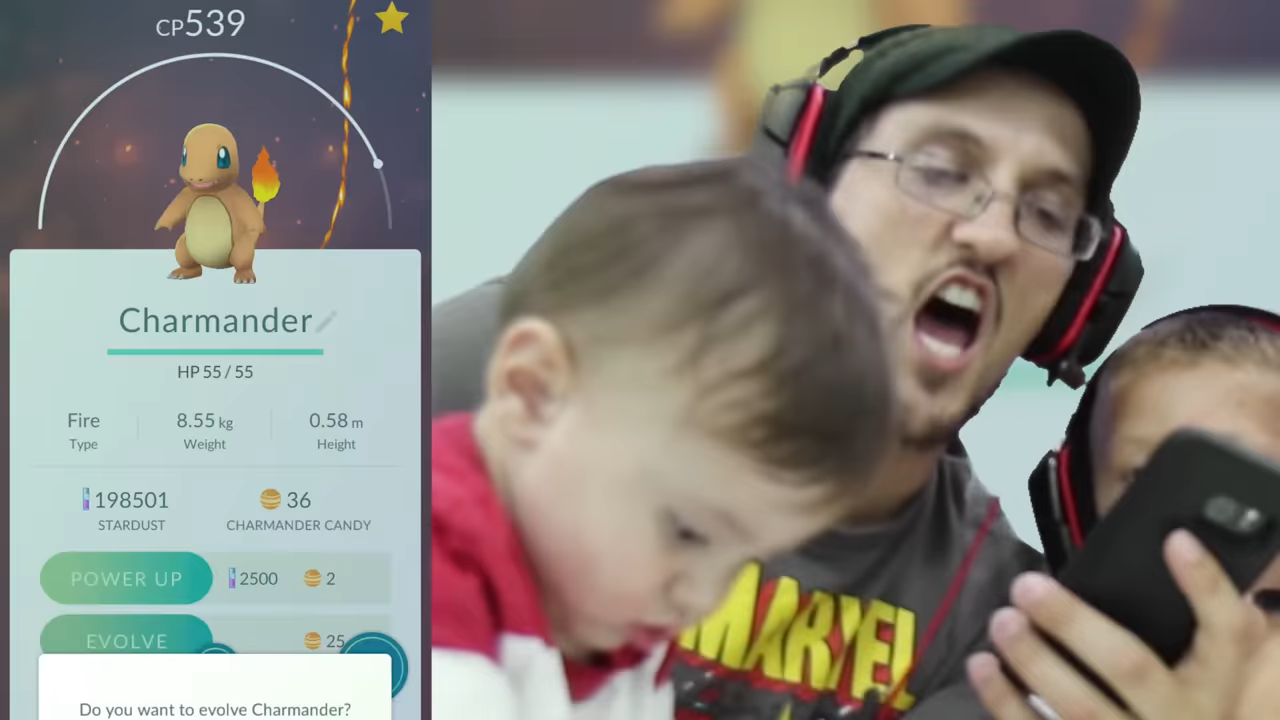 CP539
Charmander
HP 55 / 55
Fire
Type
8.55 kg
Weight
0.58 m
Height
198501
STARDUST
36
CHARMANDER CANDY
POWER UP
2500
2
EVOLVE
25
Do you want to evolve Charmander?
MARVEL